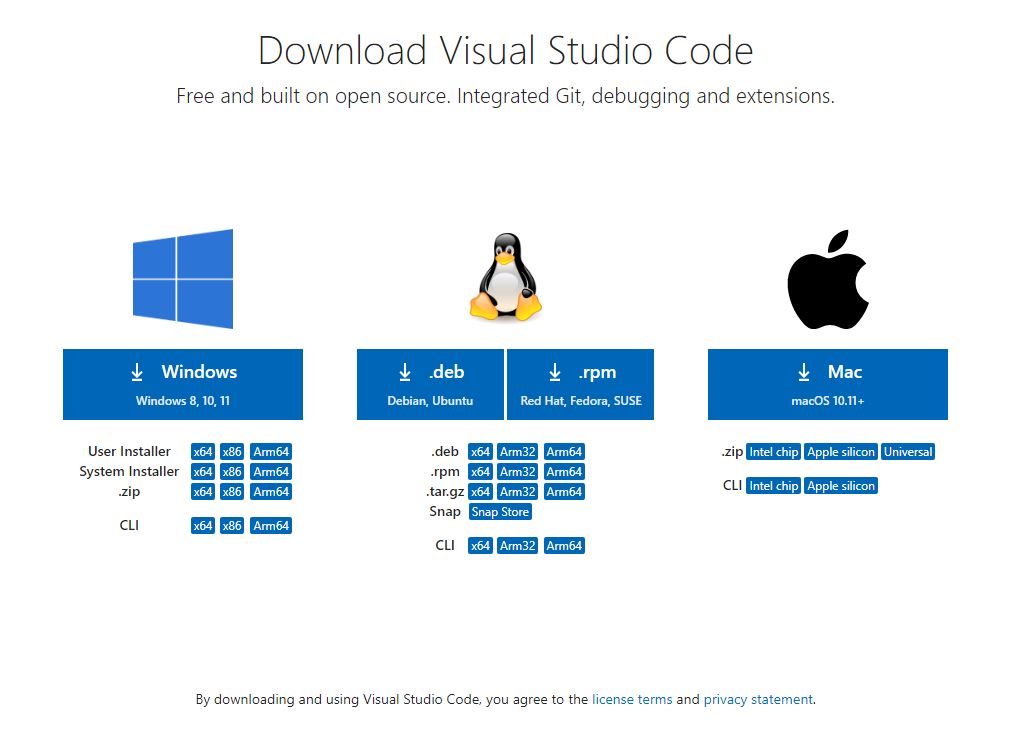 Download Visual Studio Code
Free and built on open source. Integrated Git, debugging and extensions.
Windows
Windows 8, 10, 11
User Installer x64 x86 Arm64
System Installer x64 x86 Arm64
.zip x64 x86 Arm64
CLI x64 x86 Arm64
.deb
Debian, Ubuntu
.rpm
Red Hat, Fedora, SUSE
.deb x64 Arm32 Arm64
.rpm x64 Arm32 Arm64
.tar.gz x64 Arm32 Arm64
Snap Snap Store
CLI x64 Arm32 Arm64
Mac
macOS 10.11+
.zip Intel chip Apple silicon Universal
CLI Intel chip Apple silicon
By downloading and using Visual Studio Code, you agree to the license terms and privacy statement.